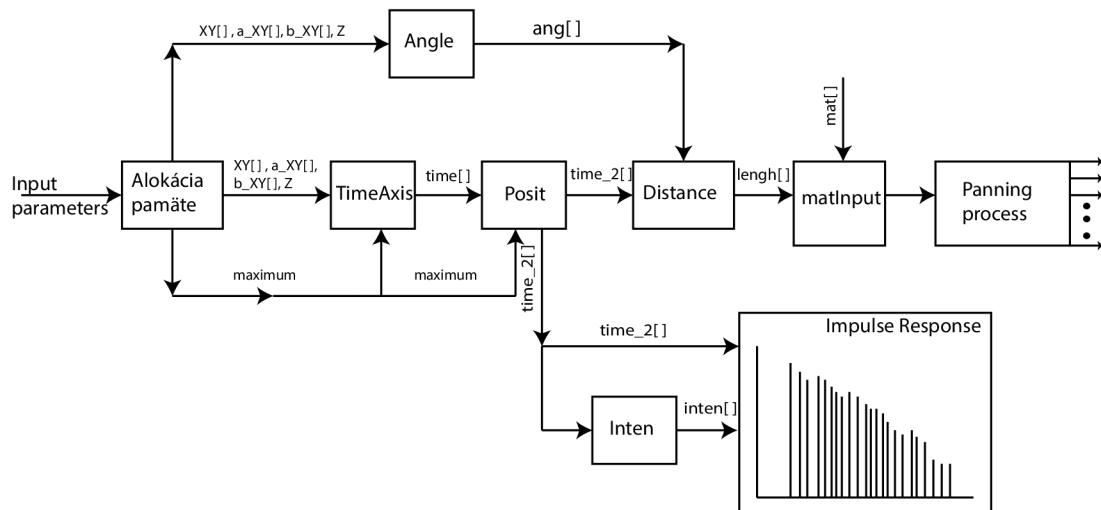 XY[ ] , a_XY[ ], b_XY[ ], Z
Angle
ang[ ]
mat[ ]
Input
parameters
Alokácia
pamäte
XY[ ] , a_XY[ ],
b_XY[ ], Z
TimeAxis
time[ ]
Posit
time_2[ ]
Distance
lengh[ ]
matInput
Panning
process
maximum
maximum
time_2[ ]
time_2[ ]
Impulse Response
Inten
inten[ ]